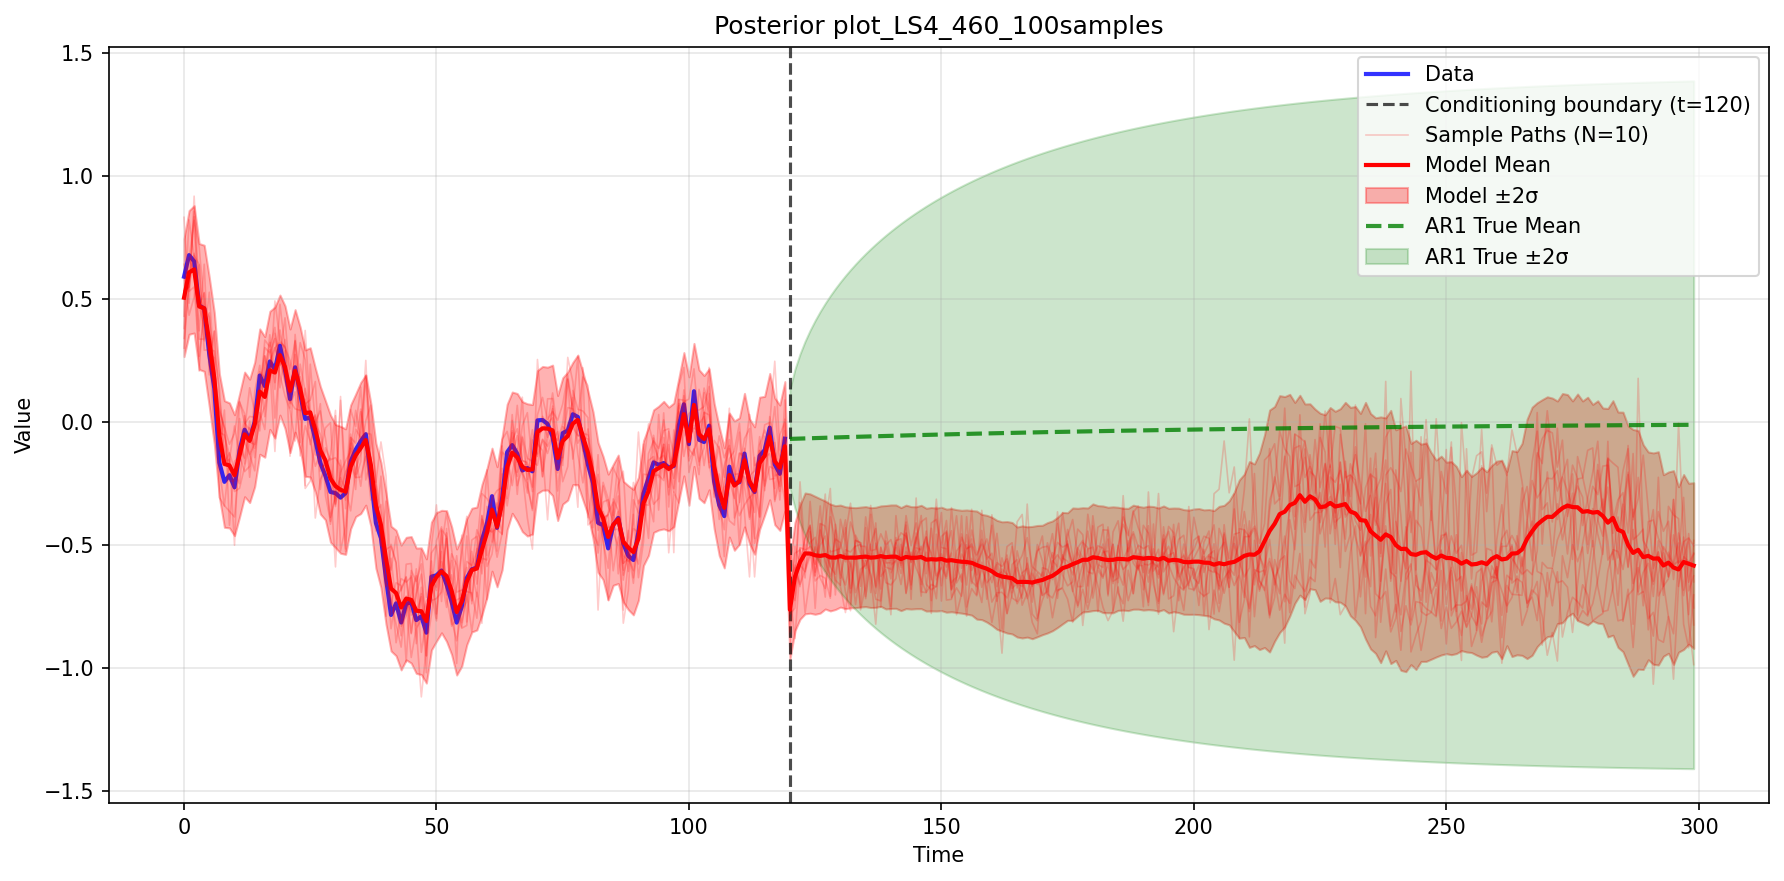 Posterior plot_LS4_460_100samples
Data
Conditioning boundary (t=120)
Sample Paths (N=10)
Model Mean
Model ±2σ
AR1 True Mean
AR1 True ±2σ
Value
1.5
1.0
0.5
0.0
−0.5
−1.0
−1.5
0 50 100 150 200 250 300
Time